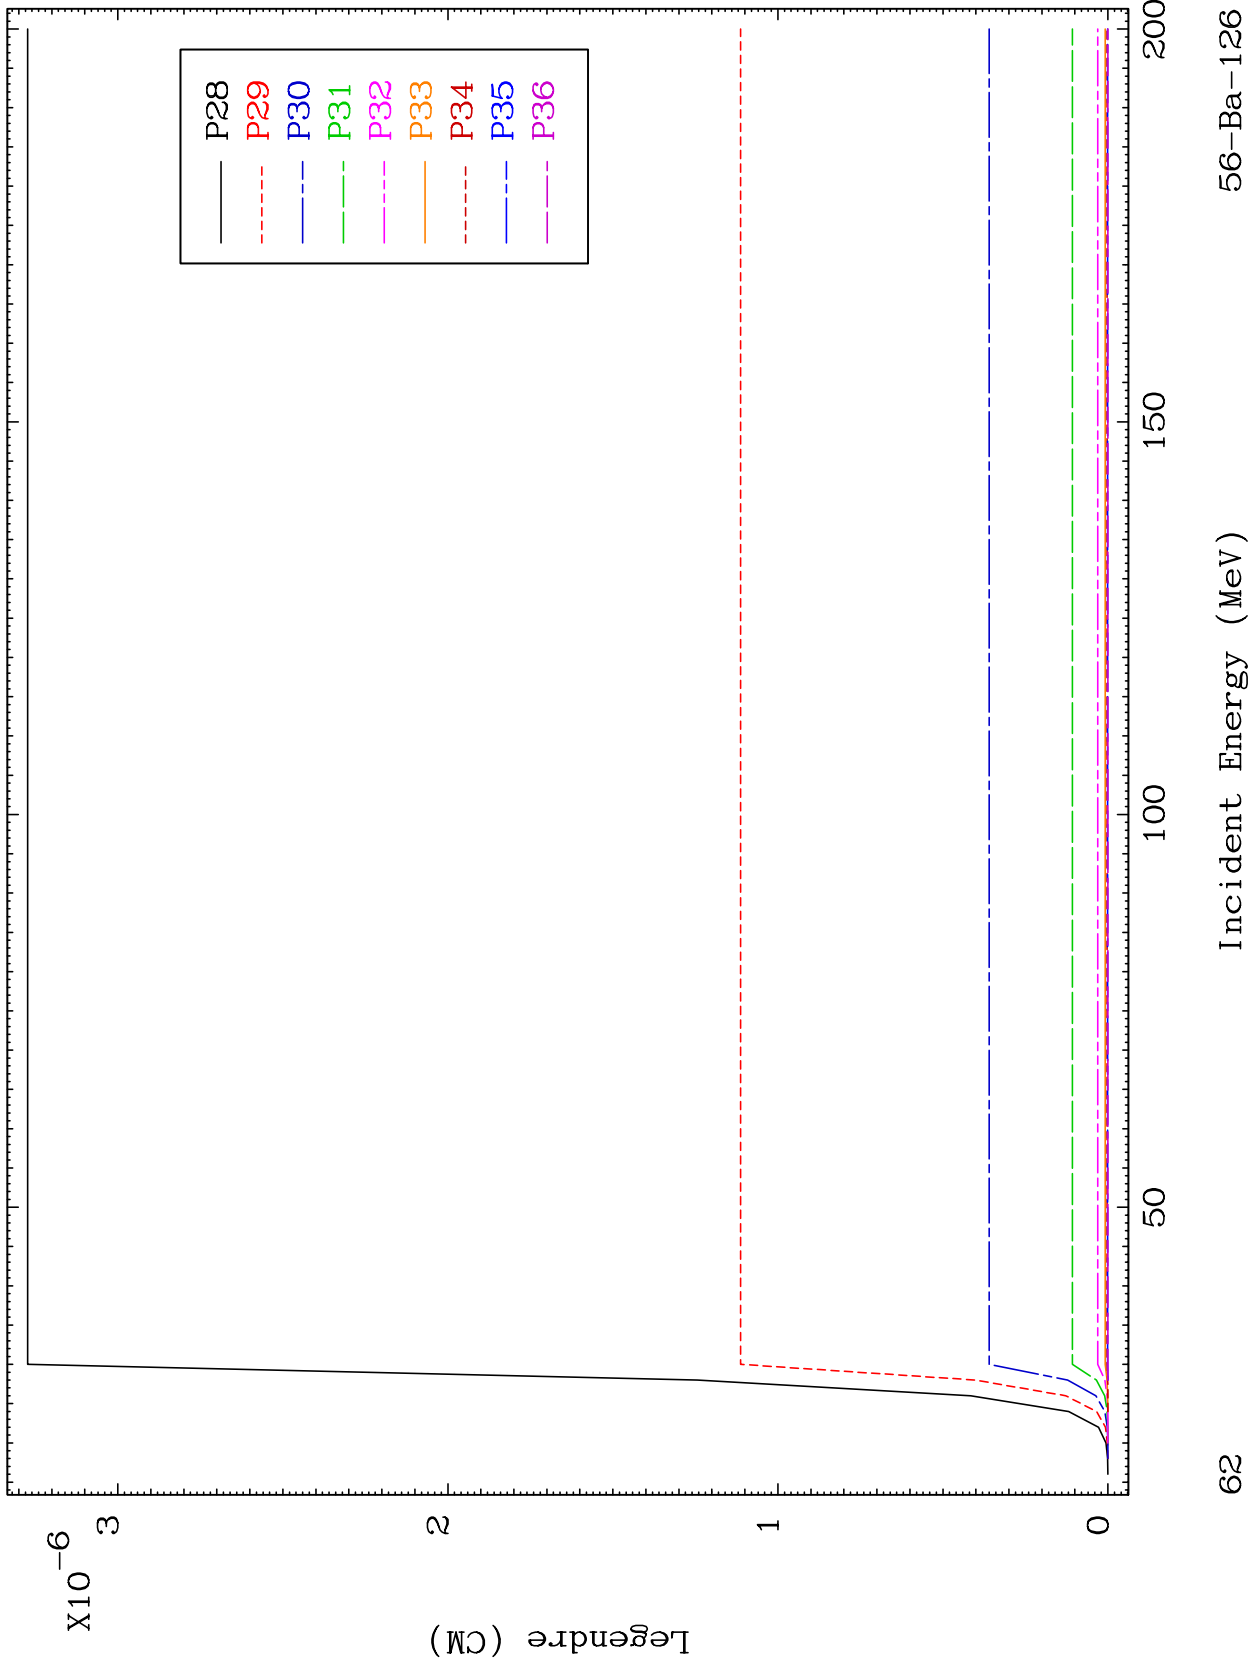 X10-6
3
2
1
0
Legendre (CM)
P28
P29
P30
P31
P32
P33
P34
P35
P36
50
100
150
200
Incident Energy (MeV)
62
56-Ba-126